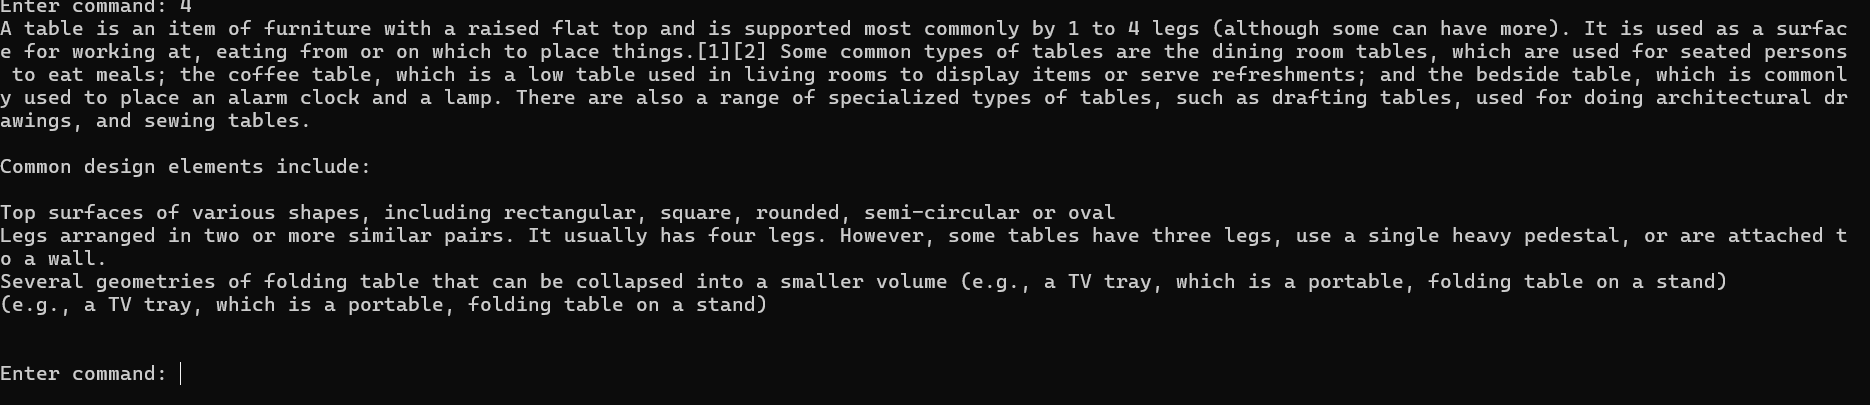 Enter command: 4
A table is an item of furniture with a raised flat top and is supported most commonly by 1 to 4 legs (although some can have more). It is used as a surfac
e for working at, eating from or on which to place things.[1][2] Some common types of tables are the dining room tables, which are used for seated persons
 to eat meals; the coffee table, which is a low table used in living rooms to display items or serve refreshments; and the bedside table, which is commonl
y used to place an alarm clock and a lamp. There are also a range of specialized types of tables, such as drafting tables, used for doing architectural dr
awings, and sewing tables.

Common design elements include:

Top surfaces of various shapes, including rectangular, square, rounded, semi-circular or oval
Legs arranged in two or more similar pairs. It usually has four legs. However, some tables have three legs, use a single heavy pedestal, or are attached t
o a wall.
Several geometries of folding table that can be collapsed into a smaller volume (e.g., a TV tray, which is a portable, folding table on a stand)
(e.g., a TV tray, which is a portable, folding table on a stand)

Enter command: